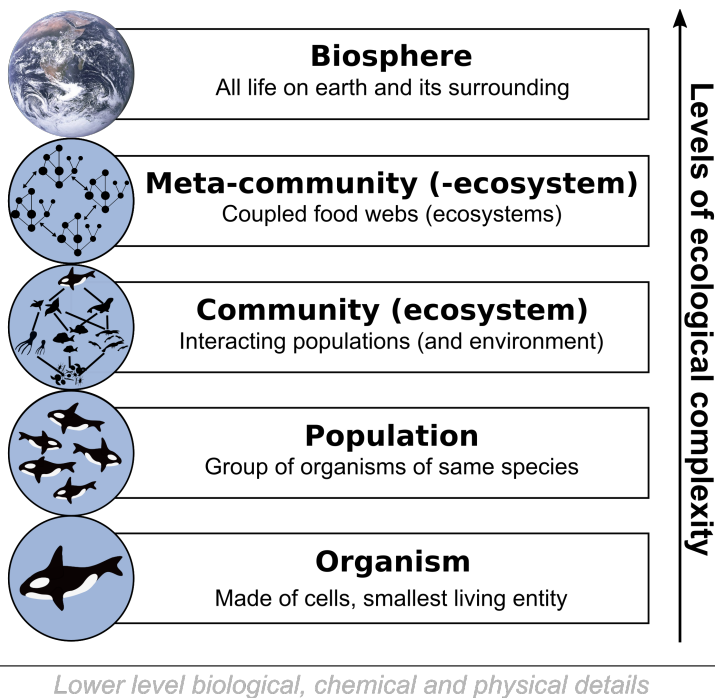 Biosphere
All life on earth and its surrounding
Meta-community (-ecosystem)
Coupled food webs (ecosystems)
Community (ecosystem)
Interacting populations (and environment)
Population
Group of organisms of same species
Organism
Made of cells, smallest living entity
Levels of ecological complexity
Lower level biological, chemical and physical details